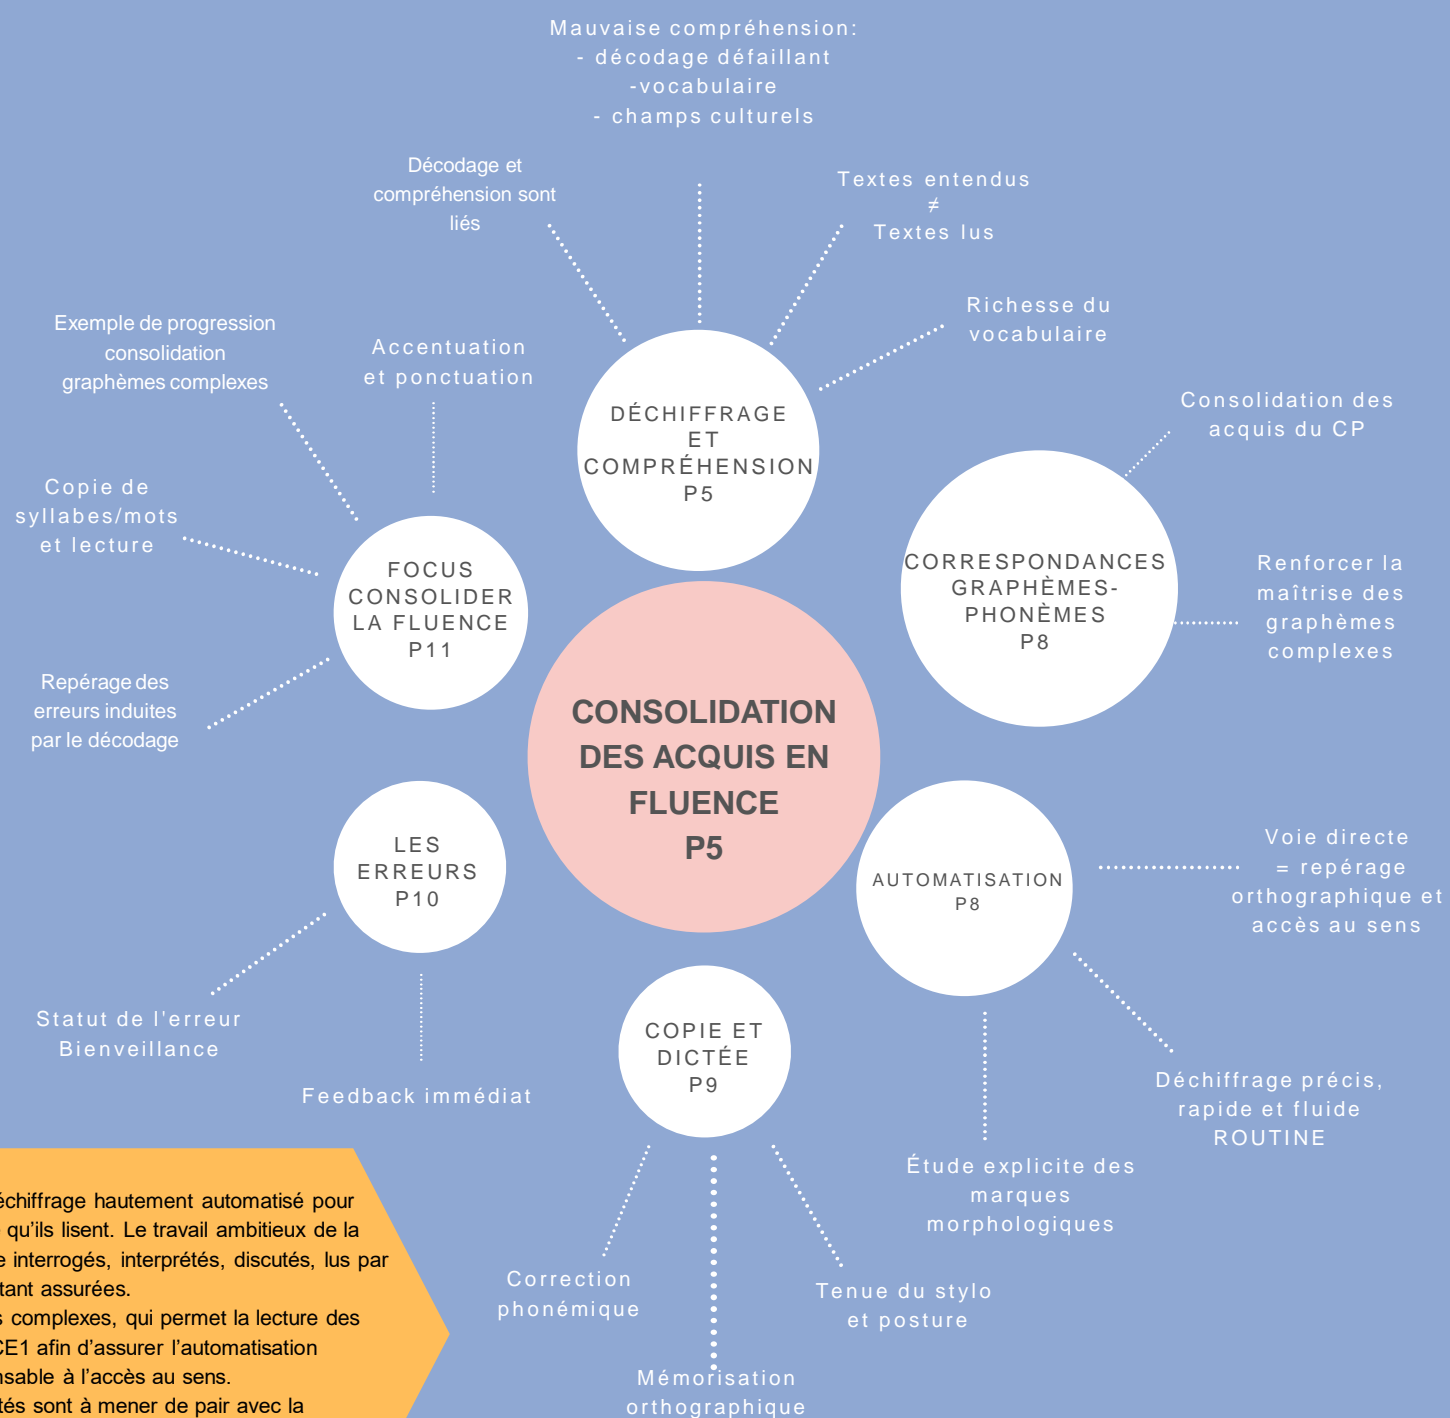 Mauvaise compréhension:
- décodage défaillant
-vocabulaire
- champs culturels
Décodage et
compréhension sont
liés
Textes entendus
≠
Textes lus
Richesse du
vocabulaire
Exemple de progression
consolidation
graphèmes complexes
Accentuation
et ponctuation
DÉCHIFFRAGE
ET
COMPRÉHENSION
P5
Consolidation des
acquis du CP
Copie de
syllabes/mots
et lecture
FOCUS
CONSOLIDER
LA FLUENCE
P11
CORRESPONDANCES
GRAPHÈMES-
PHONÈMES
P8
Renforcer la
maîtrise des
graphèmes
complexes
Repérage des
erreurs induites
par le décodage
CONSOLIDATION
DES ACQUIS EN
FLUENCE
P5
LES
ERREURS
P10
AUTOMATISATION
P8
Voie directe
= repérage
orthographique et
accès au sens
Statut de l'erreur
Bienveillance
Feedback immédiat
COPIE ET
DICTÉE
P9
Déchiffrage précis,
rapide et fluide
ROUTINE
Étude explicite des
marques
morphologiques
Correction
phonémique
Tenue du stylo
et posture
Mémorisation
orthographique
échiffrage hautement automatisé pour
qu'ils lisent. Le travail ambitieux de la
interrogés, interprétés, discutés, lus par
tant assurées.
s complexes, qui permet la lecture des
CE1 afin d'assurer l'automatisation
nsable à l'accès au sens.
tés sont à mener de pair avec la